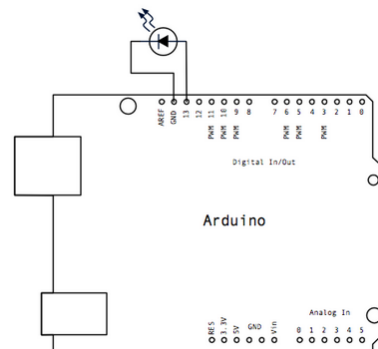 AREF GND 13 12 11 10 9 8 7 6 5 4 3 2 1 0
PWM PWM PWM PWM PWM PWM
Digital In/Out
Arduino
Analog In
RES 3.3V 5V GND Vin 0 1 2 3 4 5